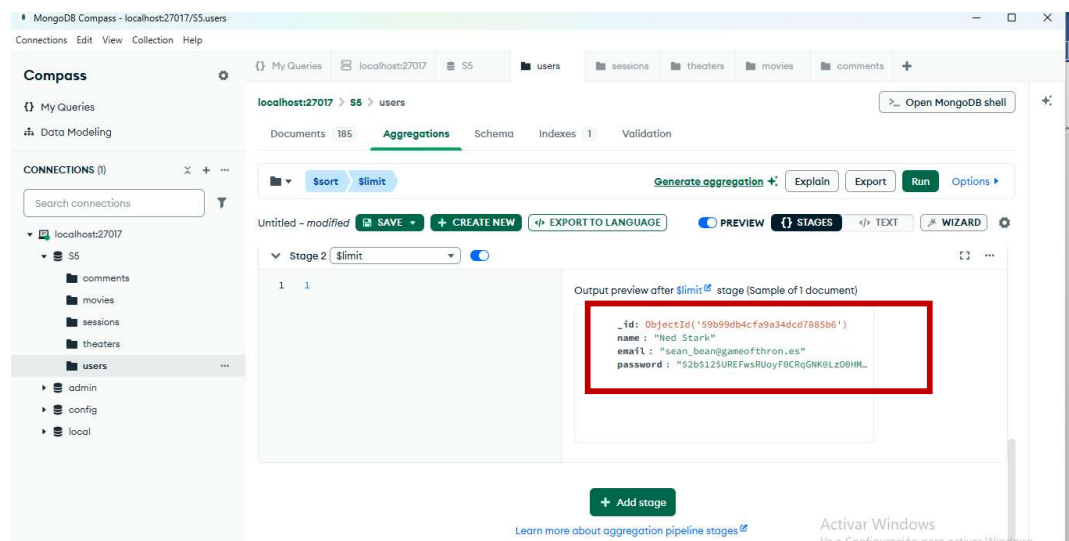 MongoDB Compass - localhost:27017/S5.users
Connections Edit View Collection Help
Compass
{} My Queries
Data Modeling
CONNECTIONS (1)
Search connections
localhost:27017
S5
comments
movies
sessions
theaters
users
admin
config
local
{} My Queries localhost:27017 S5 users sessions theaters movies comments +
localhost:27017 > S5 > users
>_ Open MongoDB shell
Documents 185 Aggregations Schema Indexes 1 Validation
$sort $limit
Generate aggregation Explain Export Run Options
Untitled – modified SAVE + CREATE NEW </> EXPORT TO LANGUAGE PREVIEW {} STAGES </> TEXT WIZARD
Stage 2 $limit
1 1
Output preview after $limit stage (Sample of 1 document)
_id: ObjectId('59b99db4cfa9a34dcd7885b6')
name : "Ned Stark"
email : "sean_bean@gameofthron.es"
password : "$2b$12$UREFwsRUoyF0CRqGNK0LzO0HM…
+ Add stage
Learn more about aggregation pipeline stages
Activar Windows